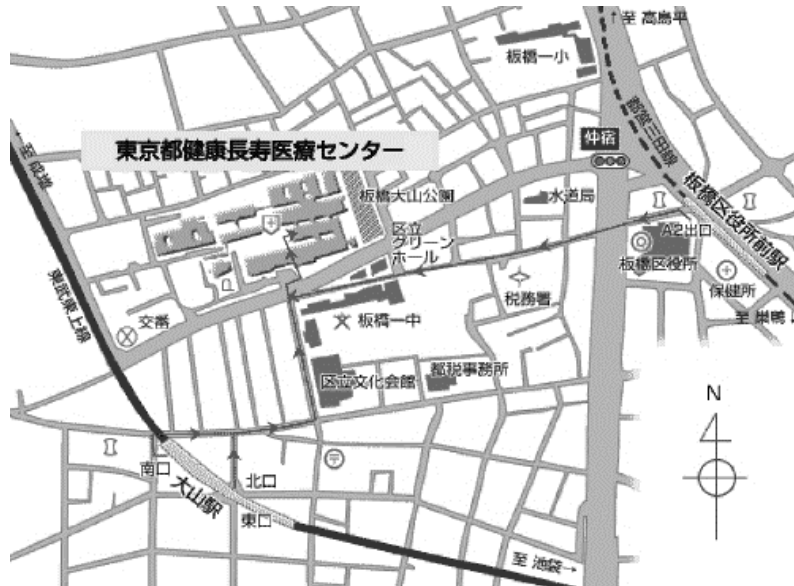 ↑至 高島平
板橋一小
都営三田線
仲宿
東京都健康長寿医療センター
←至 成増
板橋大山公園
水道局
板橋区役所前駅
区立
グリーン
ホール
A2出口
板橋区役所
税務署
保健所
東武東上線
P
交番
板橋一中
至 巣鴨→
区立文化会館
都税事務所
N
南口
大山駅
北口
東口
至 池袋→